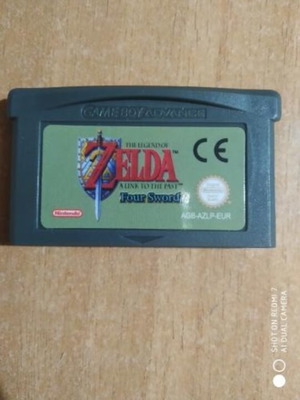 GAME BOY ADVANCE
THE LEGEND OF
ZELDA™
A LINK TO THE PAST
Four Swords
CE
Nintendo
AGB-AZLP-EUR
SHOT ON REDMI 7
AI DUAL CAMERA